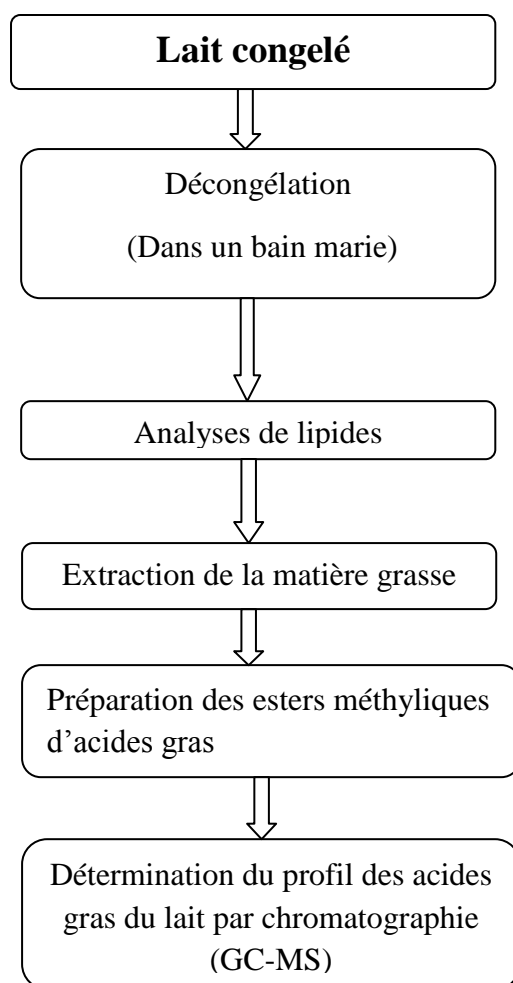 Lait congelé
Décongélation
(Dans un bain marie)
Analyses de lipides
Extraction de la matière grasse
Préparation des esters méthyliques
d’acides gras
Détermination du profil des acides
gras du lait par chromatographie
(GC-MS)